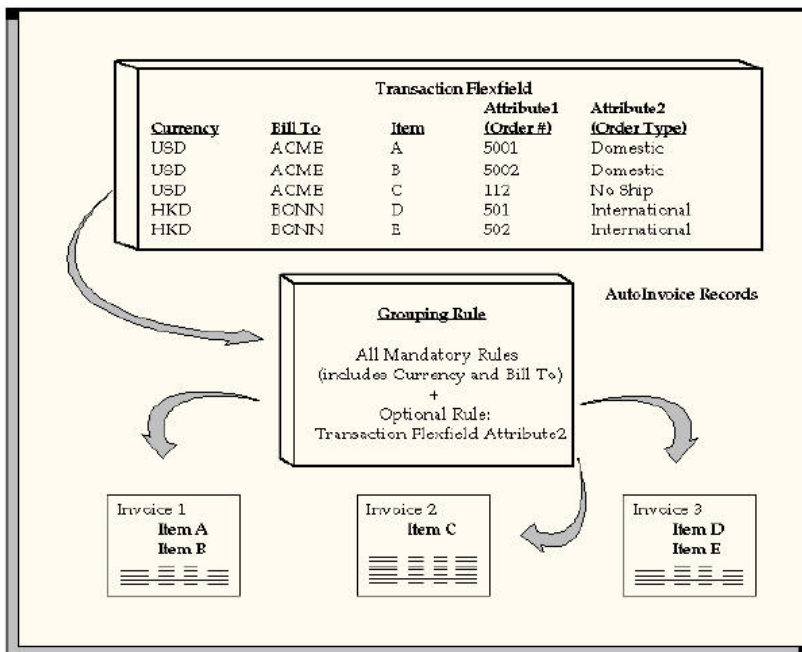 Transaction Flexfield
Attribute1 Attribute2
Currency Bill To Item (Order #) (Order Type)
USD ACME A 5001 Domestic
USD ACME B 5002 Domestic
USD ACME C 112 No Ship
HKD BONN D 501 International
HKD BONN E 502 International
AutoInvoice Records
Grouping Rule
All Mandatory Rules
(includes Currency and Bill To)
+
Optional Rule:
Transaction Flexfield Attribute2
Invoice 1
Item A
Item B
Invoice 2
Item C
Invoice 3
Item D
Item E